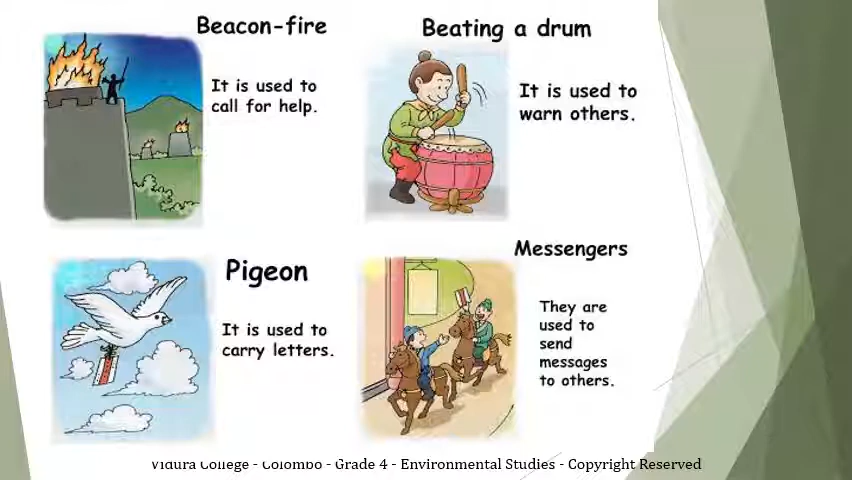 Beacon-fire
It is used to
call for help.
Beating a drum
It is used to
warn others.
Pigeon
It is used to
carry letters.
Messengers
They are
used to
send
messages
to others.
Vidura College - Colombo - Grade 4 - Environmental Studies - Copyright Reserved